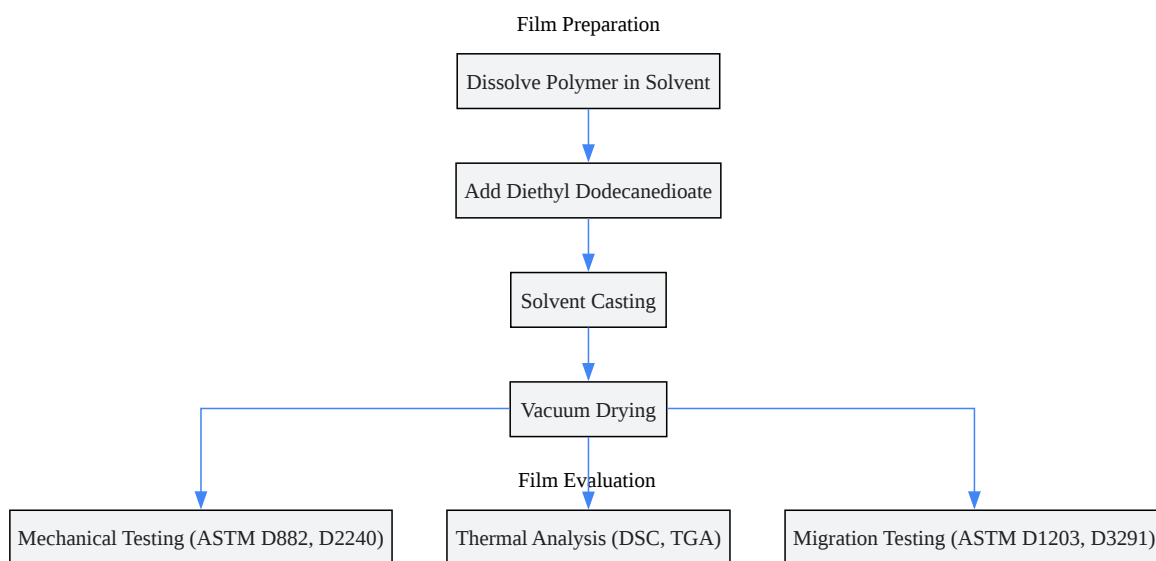 Film Preparation
Dissolve Polymer in Solvent
Add Diethyl Dodecanedioate
Solvent Casting
Vacuum Drying
Film Evaluation
Mechanical Testing (ASTM D882, D2240)
Thermal Analysis (DSC, TGA)
Migration Testing (ASTM D1203, D3291)